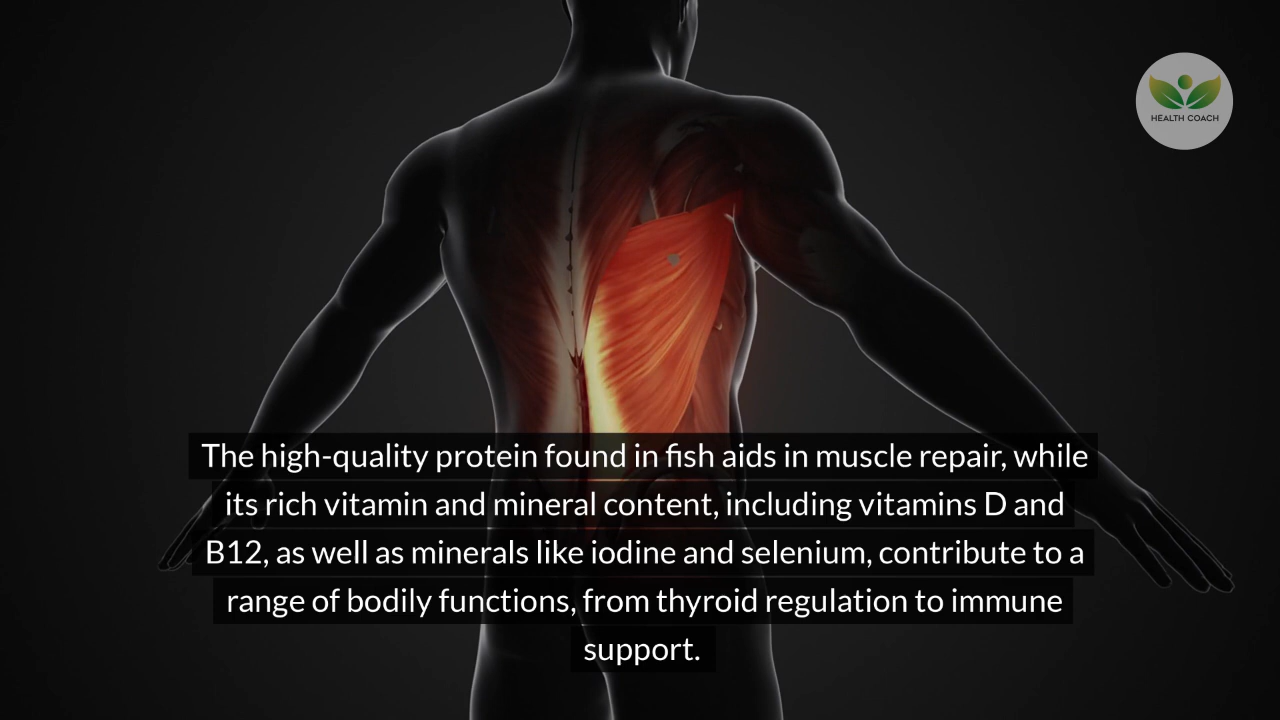 HEALTH COACH
The high-quality protein found in fish aids in muscle repair, while
its rich vitamin and mineral content, including vitamins D and
B12, as well as minerals like iodine and selenium, contribute to a
range of bodily functions, from thyroid regulation to immune
support.